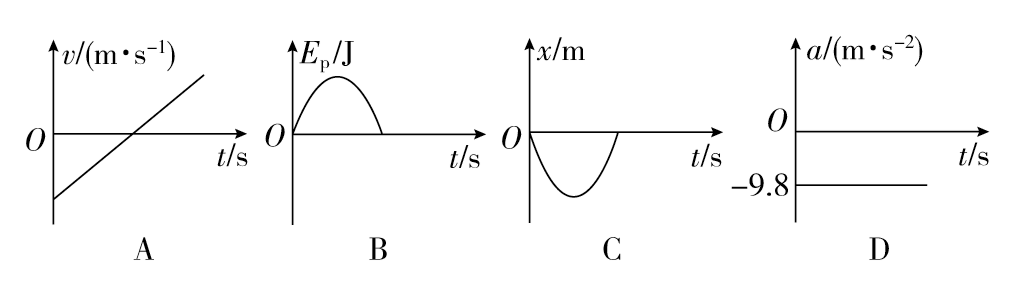 v/(m·s⁻¹)
O
t/s
A
Eₚ/J
O
t/s
B
x/m
O
t/s
C
a/(m·s⁻²)
O
t/s
−9.8
D